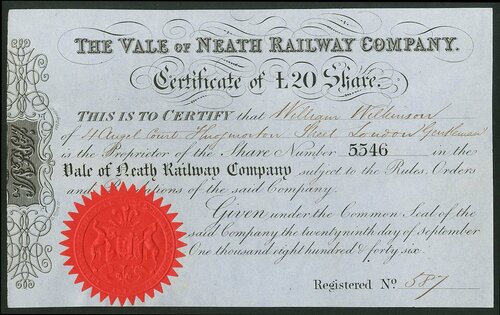 THE VALE OF NEATH RAILWAY COMPANY.
Certificate of £20 Share.
THIS IS TO CERTIFY that William Wilkinson
of 4 Angel Court Throgmorton Street London Gentleman
is the Proprietor of the Share Number 5546 in the
Vale of Neath Railway Company subject to the Rules, Orders
and of the said Company.
Given under the Common Seal of the
said Company the twentyninth day of september
One thousand eight hundred & forty six.
Registered No. 587